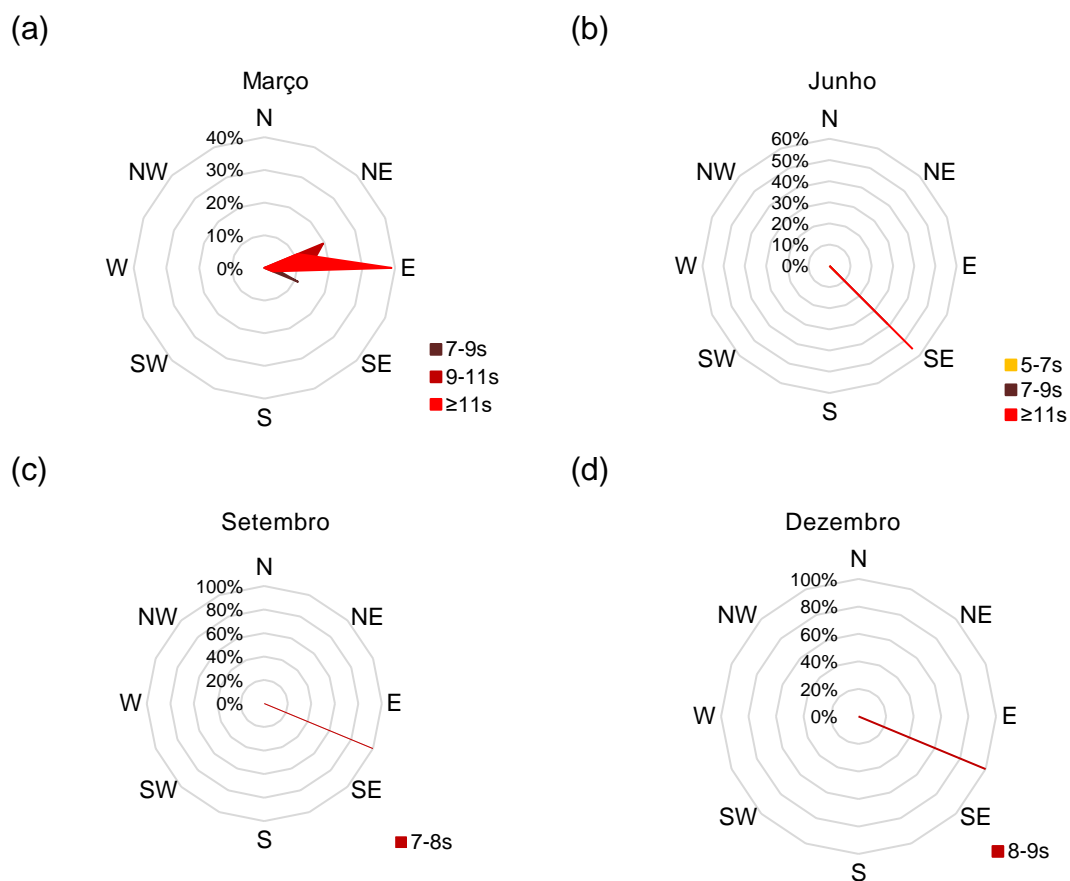 (a)
Março
N
40%
NW
NE
30%
20%
10%
W
0%
E
7-9s
SW
SE
9-11s
≥11s
S
(b)
Junho
N
60%
NW
50%
NE
40%
30%
20%
10%
W
0%
E
SW
SE
5-7s
7-9s
S
≥11s
(c)
Setembro
N
100%
NW
NE
80%
60%
40%
20%
W
0%
E
SW
SE
S
7-8s
(d)
Dezembro
N
100%
NW
NE
80%
60%
40%
20%
W
0%
E
SW
SE
8-9s
S